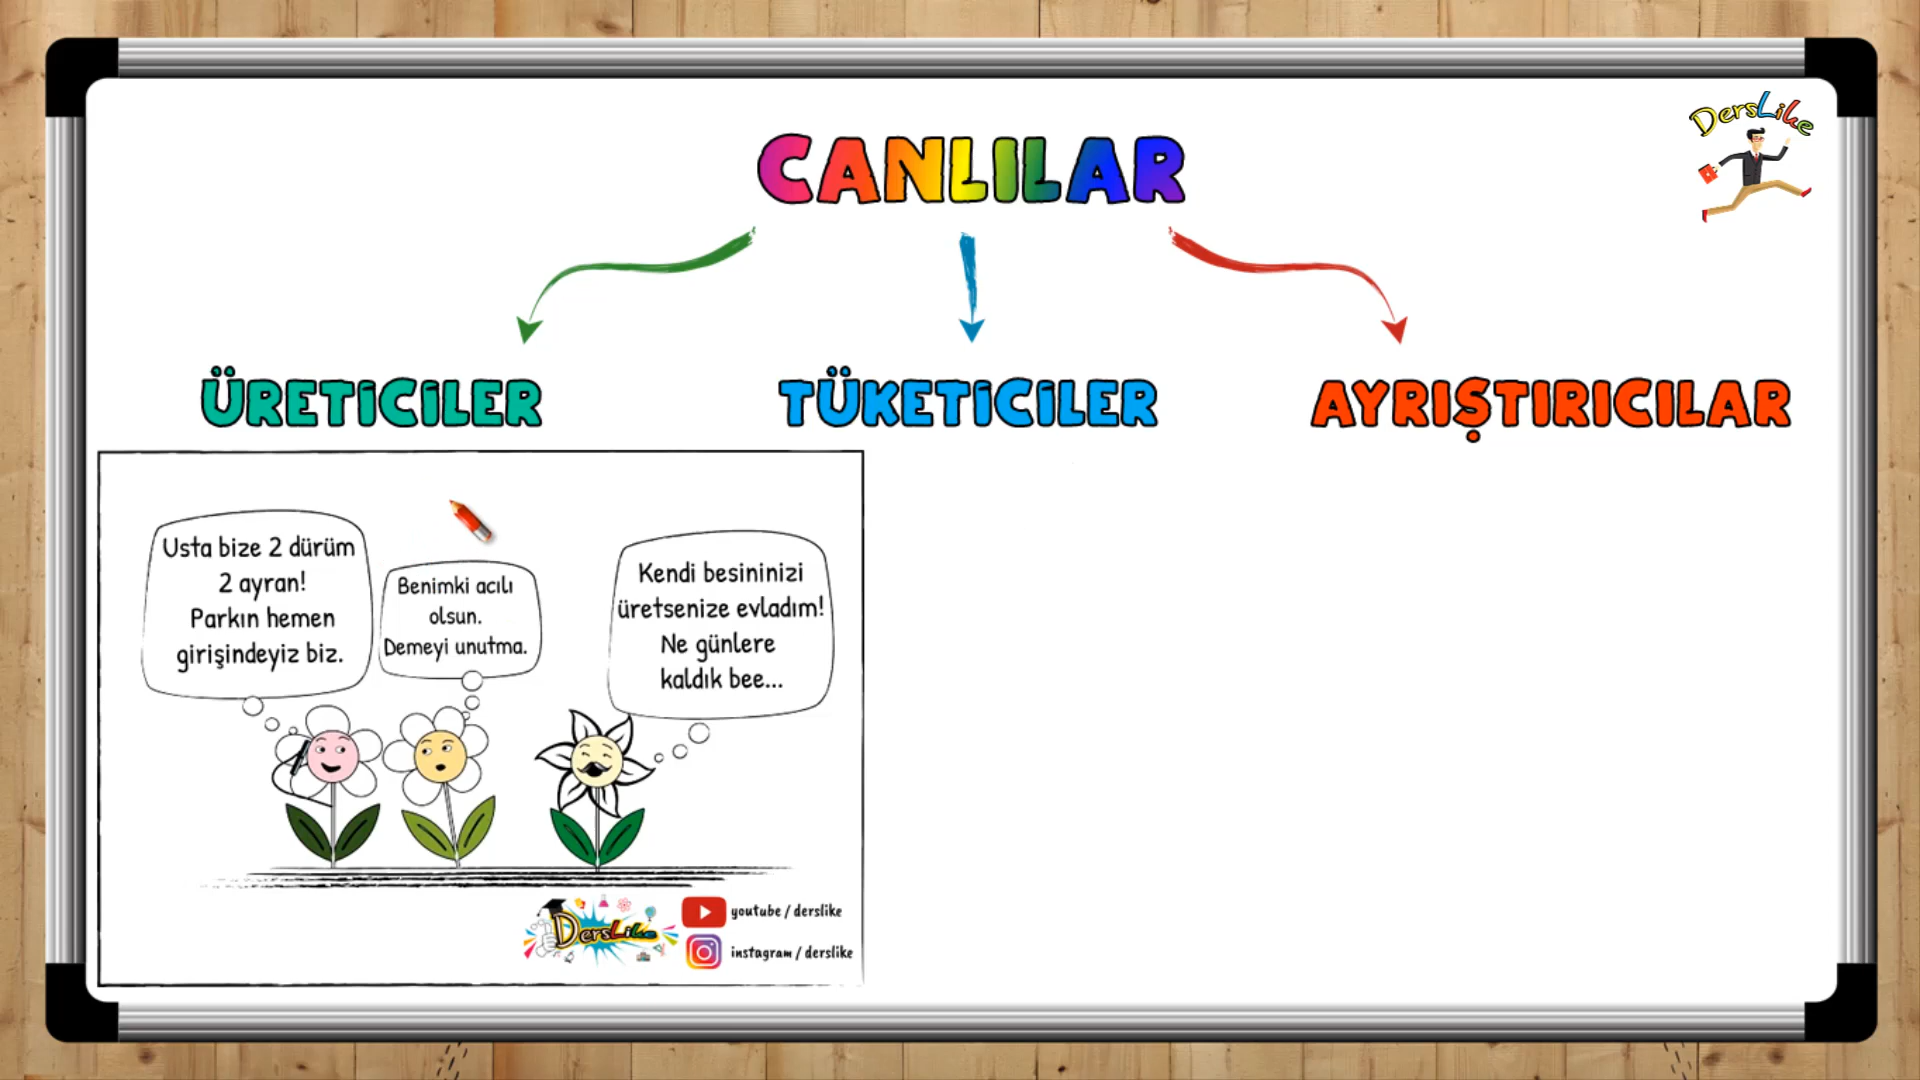 DersLike
CANLILAR
ÜRETİCİLER
TÜKETİCİLER
AYRIŞTIRICILAR
Usta bize 2 dürüm
2 ayran!
Parkın hemen
girişindeyiz biz.
Benimki acılı
olsun.
Demeyi unutma.
Kendi besininizi
üretsenize evladım!
Ne günlere
kaldık bee...
DersLike
youtube / derslike
instagram / derslike